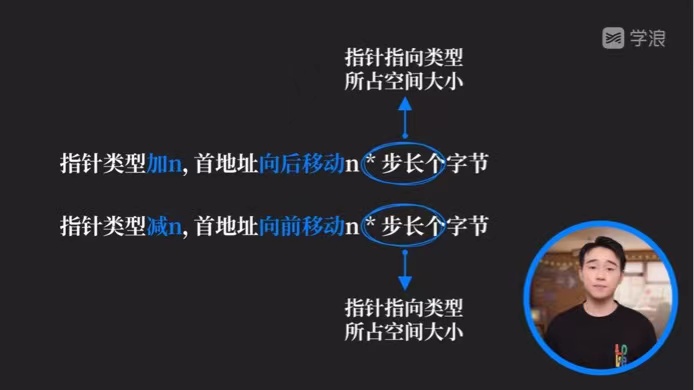 学浪
指针指向类型
所占空间大小
指针类型加n, 首地址向后移动n * 步长个字节
指针类型减n, 首地址向前移动n * 步长个字节
指针指向类型
所占空间大小